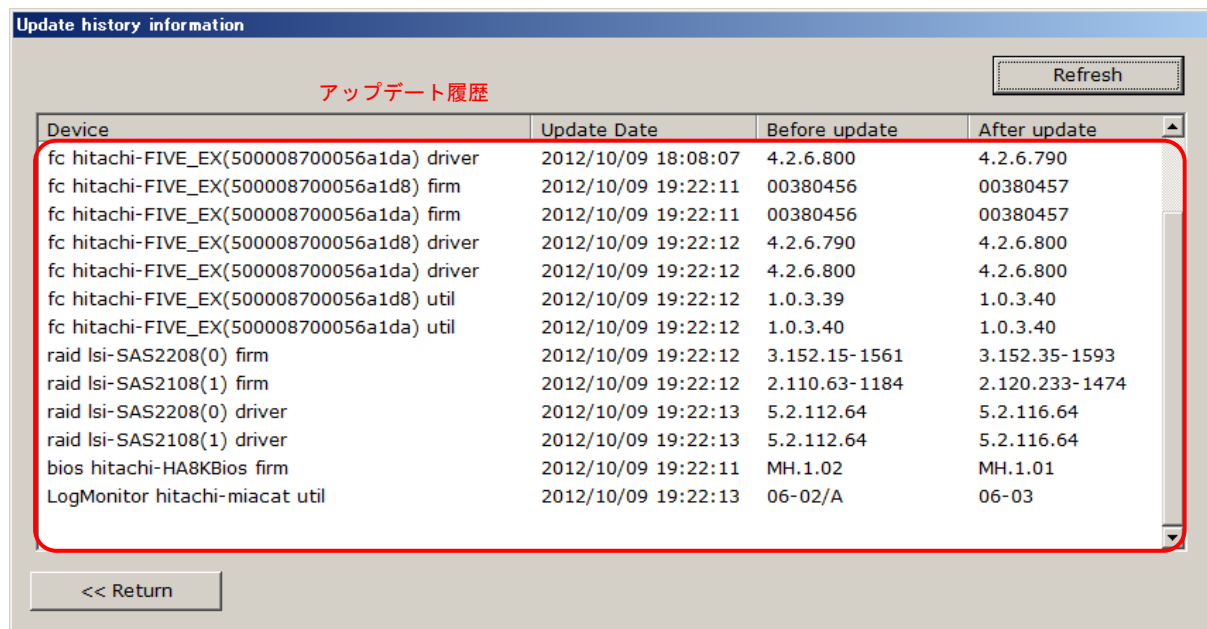 Update history information
Refresh
アップデート履歴
Device Update Date Before update After update
fc hitachi-FIVE_EX(500008700056a1da) driver 2012/10/09 18:08:07 4.2.6.800 4.2.6.790
fc hitachi-FIVE_EX(500008700056a1d8) firm 2012/10/09 19:22:11 00380456 00380457
fc hitachi-FIVE_EX(500008700056a1da) firm 2012/10/09 19:22:11 00380456 00380457
fc hitachi-FIVE_EX(500008700056a1d8) driver 2012/10/09 19:22:12 4.2.6.790 4.2.6.800
fc hitachi-FIVE_EX(500008700056a1da) driver 2012/10/09 19:22:12 4.2.6.800 4.2.6.800
fc hitachi-FIVE_EX(500008700056a1d8) util 2012/10/09 19:22:12 1.0.3.39 1.0.3.40
fc hitachi-FIVE_EX(500008700056a1da) util 2012/10/09 19:22:12 1.0.3.40 1.0.3.40
raid lsi-SAS2208(0) firm 2012/10/09 19:22:12 3.152.15-1561 3.152.35-1593
raid lsi-SAS2108(1) firm 2012/10/09 19:22:12 2.110.63-1184 2.120.233-1474
raid lsi-SAS2208(0) driver 2012/10/09 19:22:13 5.2.112.64 5.2.116.64
raid lsi-SAS2108(1) driver 2012/10/09 19:22:13 5.2.112.64 5.2.116.64
bios hitachi-HA8KBios firm 2012/10/09 19:22:11 MH.1.02 MH.1.01
LogMonitor hitachi-miacat util 2012/10/09 19:22:13 06-02/A 06-03
<< Return